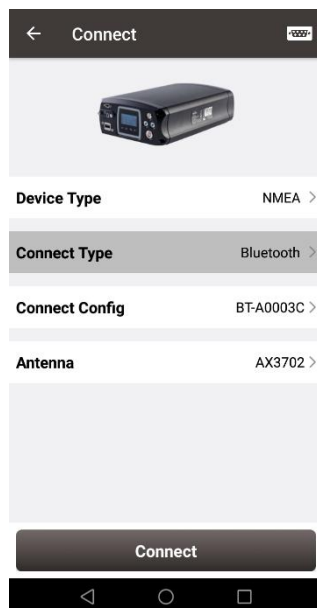 Connect
Device Type NMEA
Connect Type Bluetooth
Connect Config BT-A0003C
Antenna AX3702
Connect